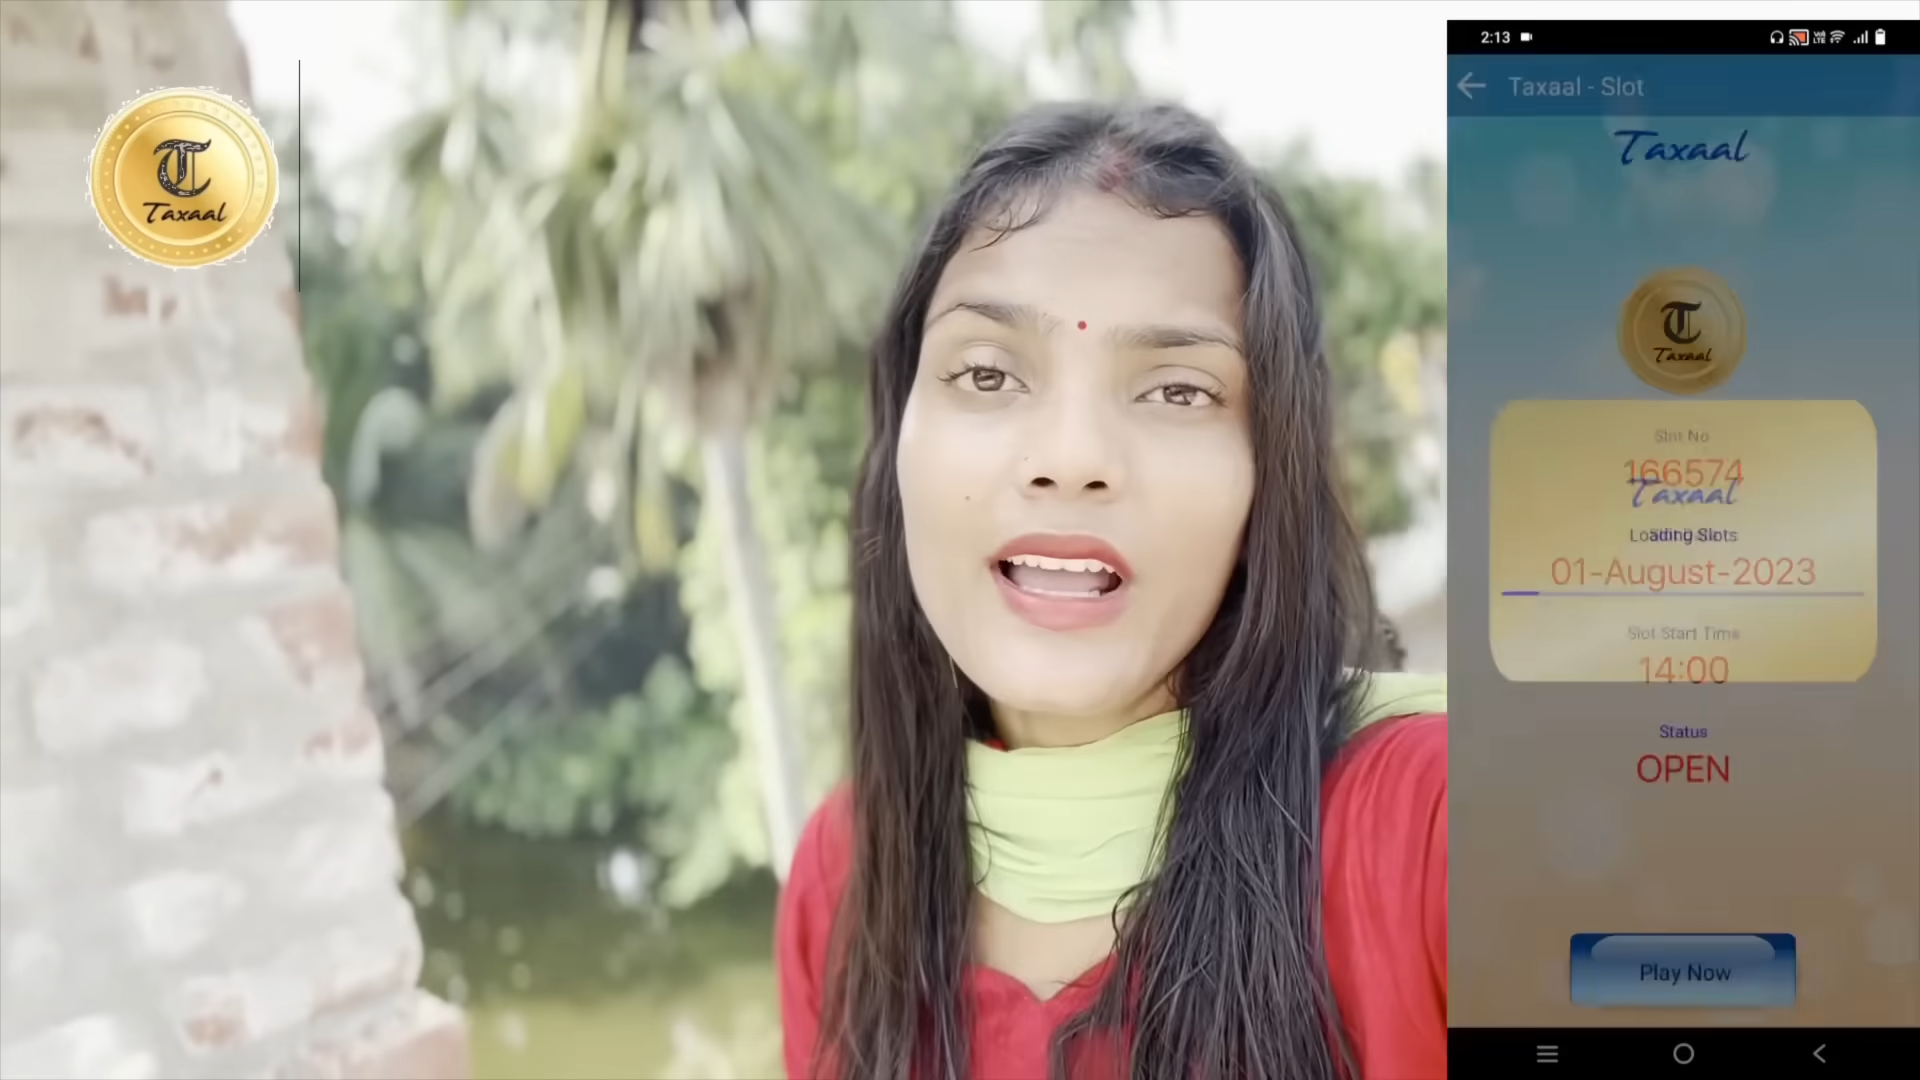 T
Taxaal
2:13
Taxaal - Slot
Taxaal
T
Taxaal
Slot No
166574
Taxaal
Loading Slots
01-August-2023
Slot Start Time
14:00
Status
OPEN
Play Now